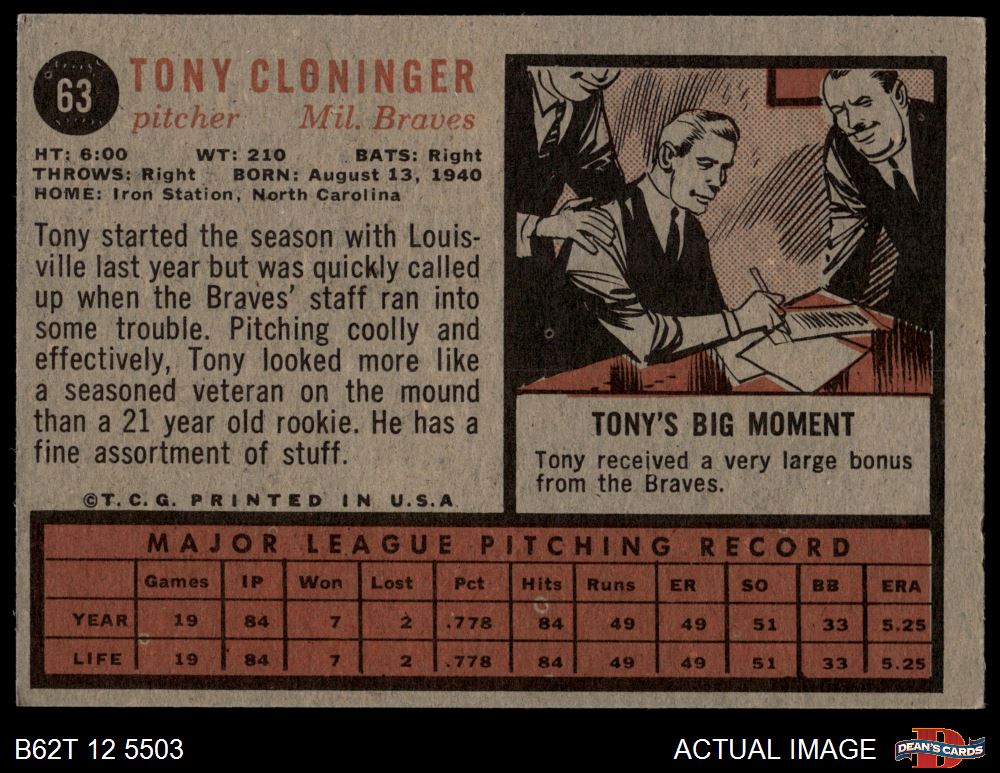 63
TONY CLONINGER
pitcher Mil. Braves
HT: 6:00 WT: 210 BATS: Right
THROWS: Right BORN: August 13, 1940
HOME: Iron Station, North Carolina
Tony started the season with Louis-
ville last year but was quickly called
up when the Braves' staff ran into
some trouble. Pitching coolly and
effectively, Tony looked more like
a seasoned veteran on the mound
than a 21 year old rookie. He has a
fine assortment of stuff.
©T.C.G. PRINTED IN U.S.A
TONY'S BIG MOMENT
Tony received a very large bonus
from the Braves.
MAJOR LEAGUE PITCHING RECORD
Games IP Won Lost Pct Hits Runs ER SO BB ERA
YEAR 19 84 7 2 .778 84 49 49 51 33 5.25
LIFE 19 84 7 2 .778 84 49 49 51 33 5.25
B62T 12 5503
ACTUAL IMAGE
D
DEAN'S CARDS